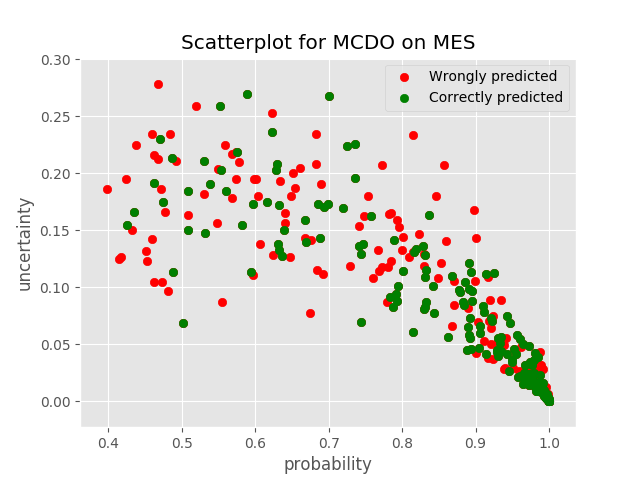 Scatterplot for MCDO on MES
Wrongly predicted
Correctly predicted
0.30
0.25
0.20
0.15
0.10
0.05
0.00
uncertainty
0.4 0.5 0.6 0.7 0.8 0.9 1.0
probability